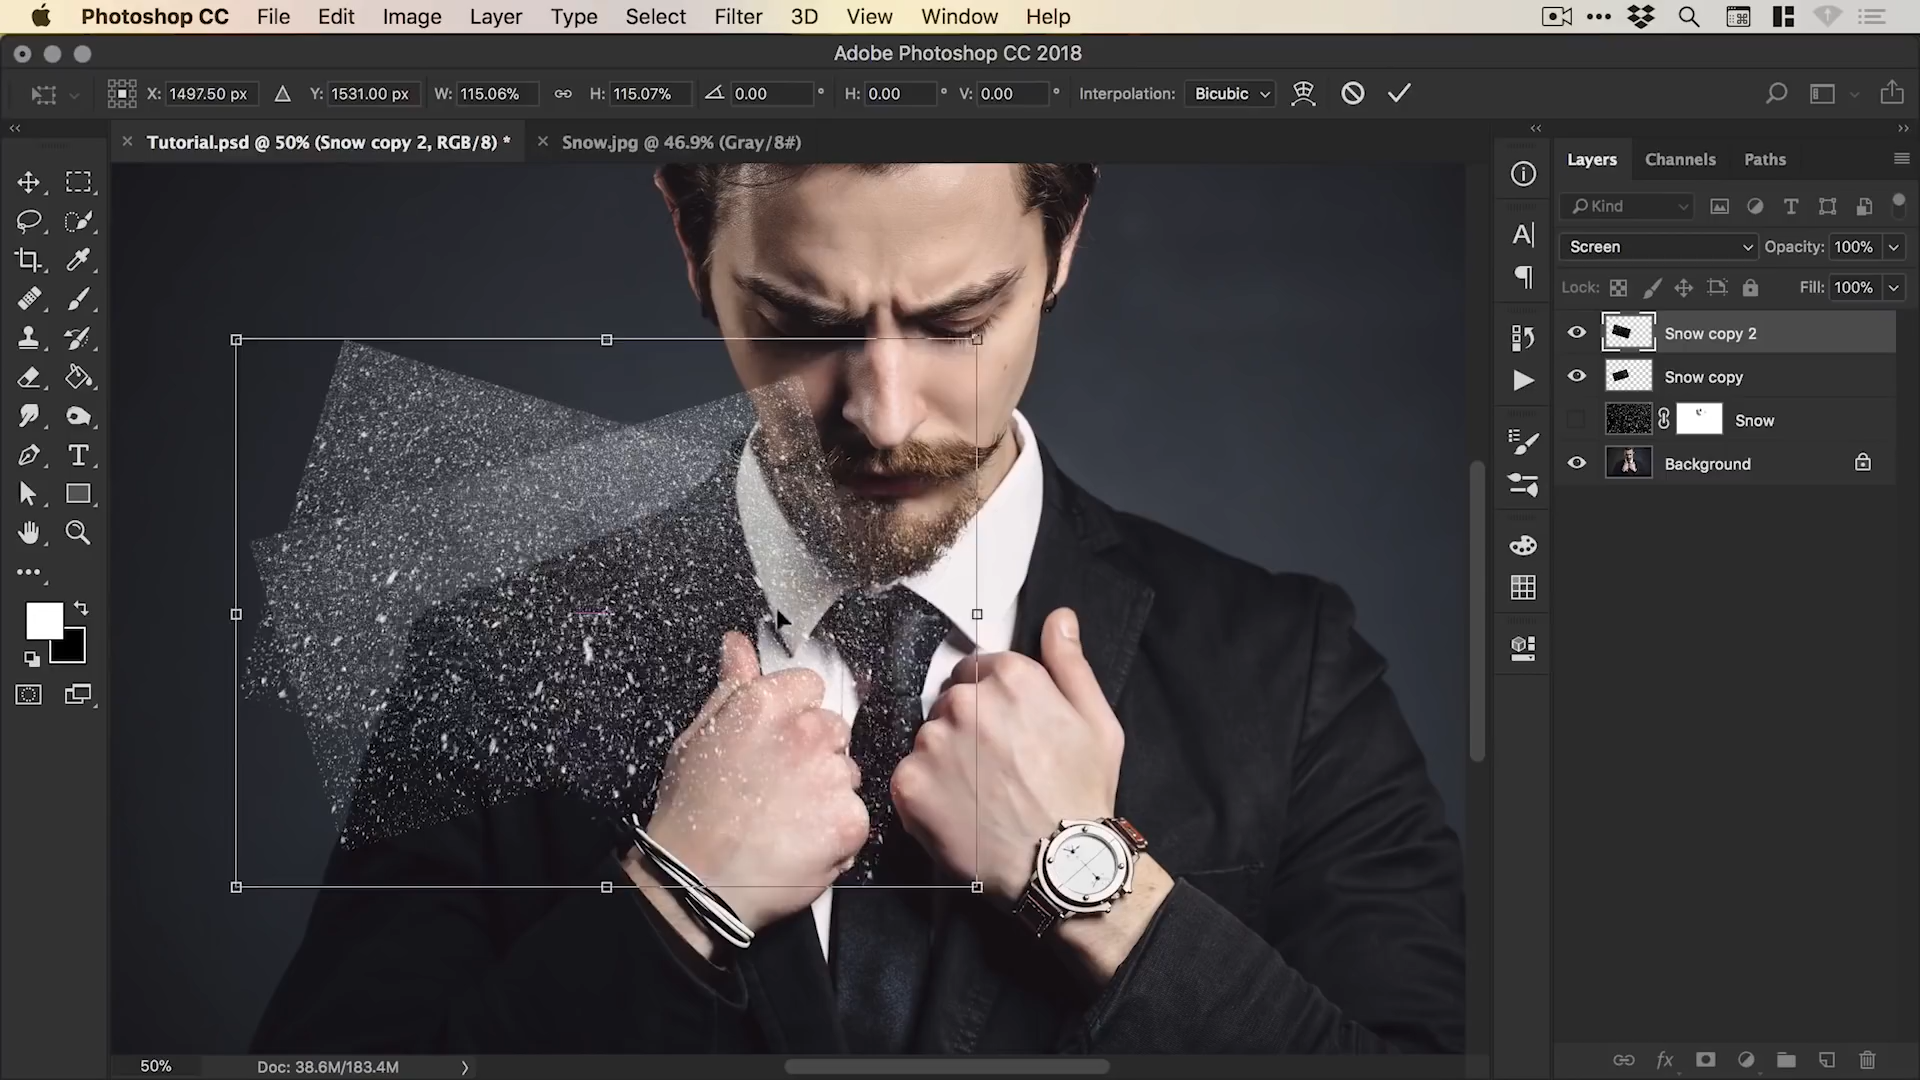 Photoshop CC File Edit Image Layer Type Select Filter 3D View Window Help
Adobe Photoshop CC 2018
X: 1497.50 px Y: 1531.00 px W: 115.06% H: 115.07% 0.00 ° H: 0.00 ° V: 0.00 ° Interpolation: Bicubic
Tutorial.psd @ 50% (Snow copy 2, RGB/8) * Snow.jpg @ 46.9% (Gray/8#)
Layers Channels Paths
Kind
Screen Opacity: 100%
Lock: Fill: 100%
Snow copy 2
Snow copy
Snow
Background
50% Doc: 38.6M/183.4M